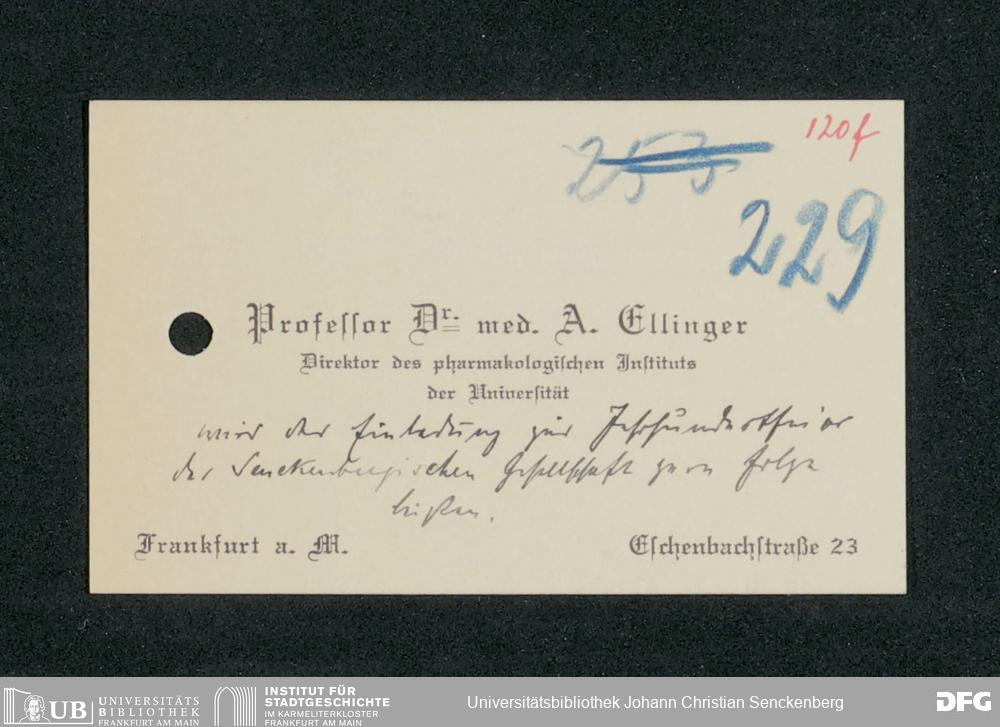 120f
255
229
Profeſſor Dr. med. A. Ellinger
Direktor des pharmakologiſchen Inſtituts
der Univerſität
wird der Einladung zur Jahrhundertfeier
der Senckenbergischen Gesellschaft gern Folge
leisten.
Frankfurt a. M.
Eſchenbachſtraße 23
UB UNIVERSITÄTS
BIBLIOTHEK
FRANKFURT AM MAIN
INSTITUT FÜR
STADTGESCHICHTE
IM KARMELITERKLOSTER
FRANKFURT AM MAIN
Universitätsbibliothek Johann Christian Senckenberg
DFG